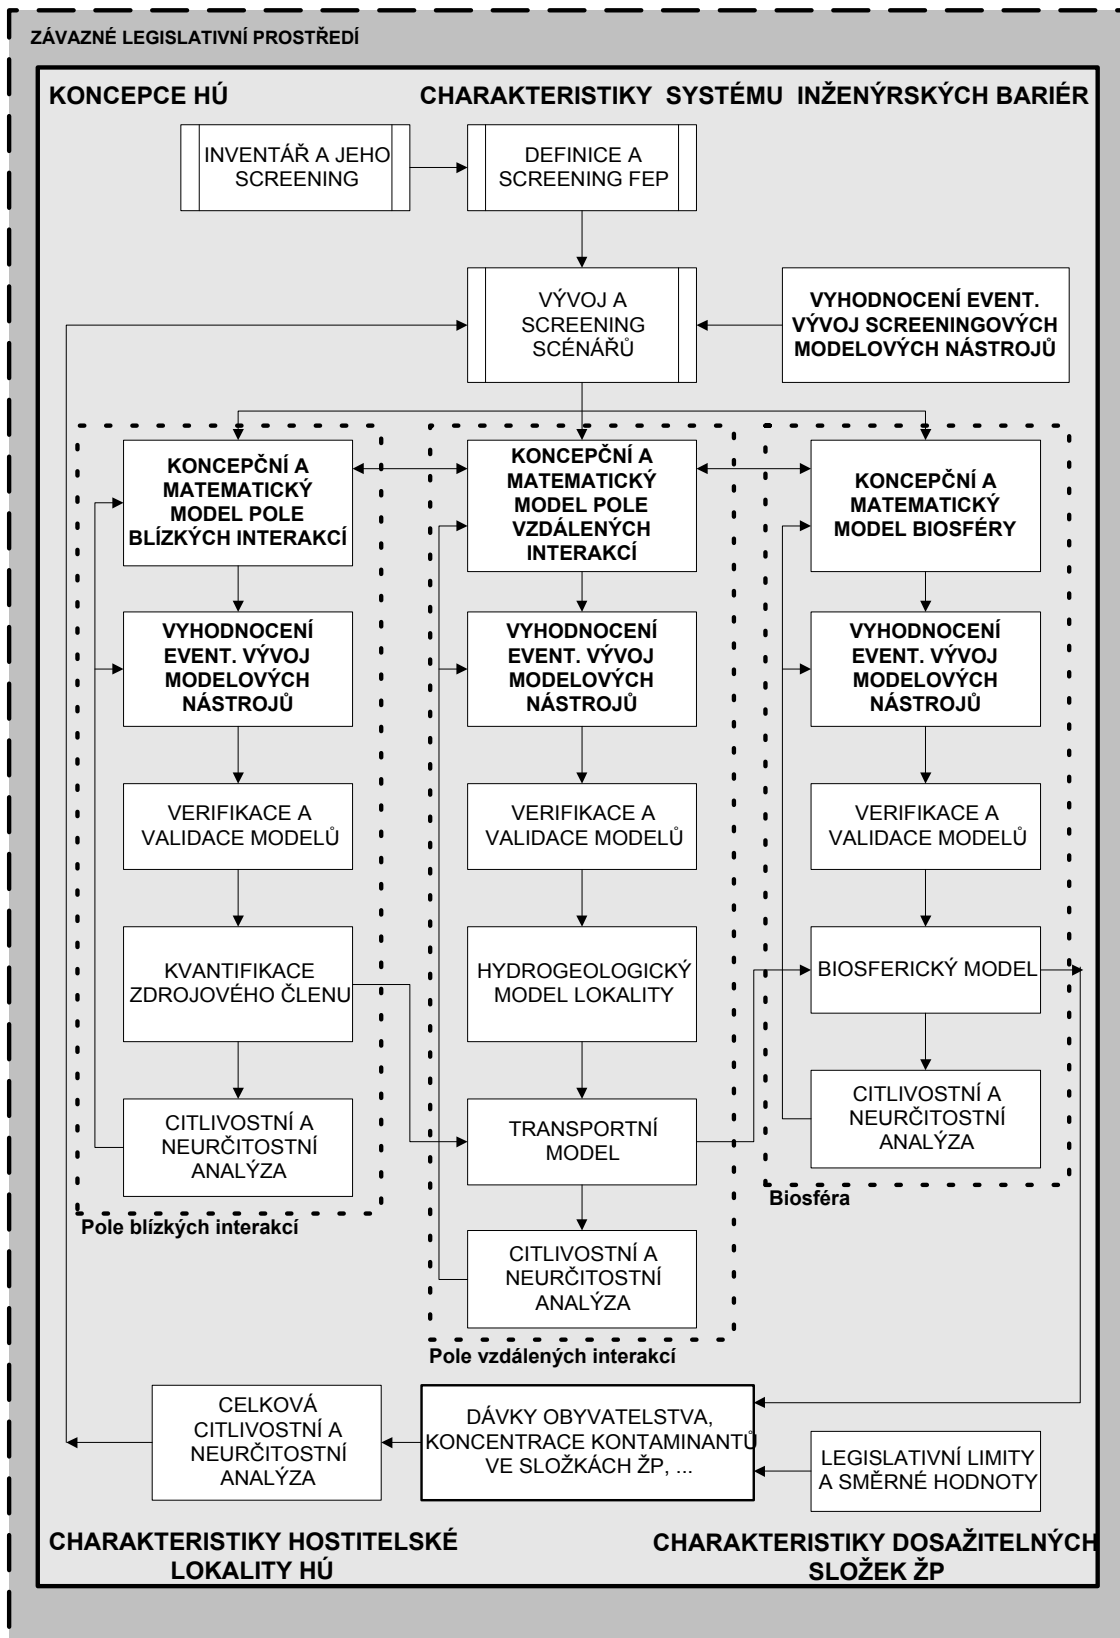 ZÁVAZNÉ LEGISLATIVNÍ PROSTŘEDÍ
KONCEPCE HÚ
CHARAKTERISTIKY SYSTÉMU INŽENÝRSKÝCH BARIÉR
INVENTÁŘ A JEHO
SCREENING
DEFINICE A
SCREENING FEP
VÝVOJ A
SCREENING
SCÉNÁŘŮ
VYHODNOCENÍ EVENT.
VÝVOJ SCREENINGOVÝCH
MODELOVÝCH NÁSTROJŮ
KONCEPČNÍ A
MATEMATICKÝ
MODEL POLE
BLÍZKÝCH INTERAKCÍ
KONCEPČNÍ A
MATEMATICKÝ
MODEL POLE
VZDÁLENÝCH
INTERAKCÍ
KONCEPČNÍ A
MATEMATICKÝ
MODEL BIOSFÉRY
VYHODNOCENÍ
EVENT. VÝVOJ
MODELOVÝCH
NÁSTROJŮ
VYHODNOCENÍ
EVENT. VÝVOJ
MODELOVÝCH
NÁSTROJŮ
VYHODNOCENÍ
EVENT. VÝVOJ
MODELOVÝCH
NÁSTROJŮ
VERIFIKACE A
VALIDACE MODELŮ
VERIFIKACE A
VALIDACE MODELŮ
VERIFIKACE A
VALIDACE MODELŮ
KVANTIFIKACE
ZDROJOVÉHO ČLENU
HYDROGEOLOGICKÝ
MODEL LOKALITY
BIOSFERICKÝ MODEL
CITLIVOSTNÍ A
NEURČITOSTNÍ
ANALÝZA
TRANSPORTNÍ
MODEL
CITLIVOSTNÍ A
NEURČITOSTNÍ
ANALÝZA
Pole blízkých interakcí
Biosféra
CITLIVOSTNÍ A
NEURČITOSTNÍ
ANALÝZA
Pole vzdálených interakcí
CELKOVÁ
CITLIVOSTNÍ A
NEURČITOSTNÍ
ANALÝZA
DÁVKY OBYVATELSTVA,
KONCENTRACE KONTAMINANTŮ
VE SLOŽKÁCH ŽP, ...
LEGISLATIVNÍ LIMITY
A SMĚRNÉ HODNOTY
CHARAKTERISTIKY HOSTITELSKÉ
LOKALITY HÚ
CHARAKTERISTIKY DOSAŽITELNÝCH
SLOŽEK ŽP